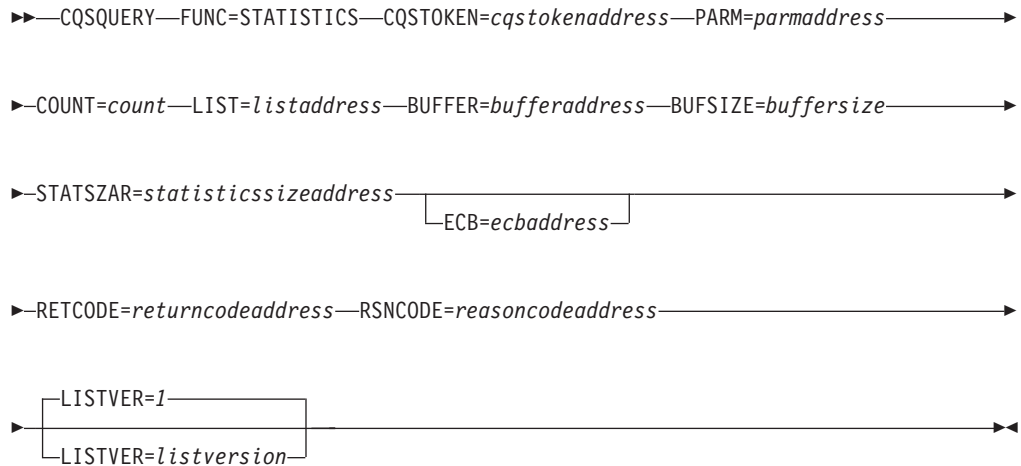 CQSQUERY FUNC=STATISTICS CQSTOKEN=cqstokenaddress PARM=parmaddress
COUNT=count LIST=listaddress BUFFER=bufferaddress BUFSIZE=buffersize
STATSZAR=statisticssizeaddress
ECB=ecbaddress
RETCODE=returncodeaddress RSNCODE=reasoncodeaddress
LISTVER=1
LISTVER=listversion